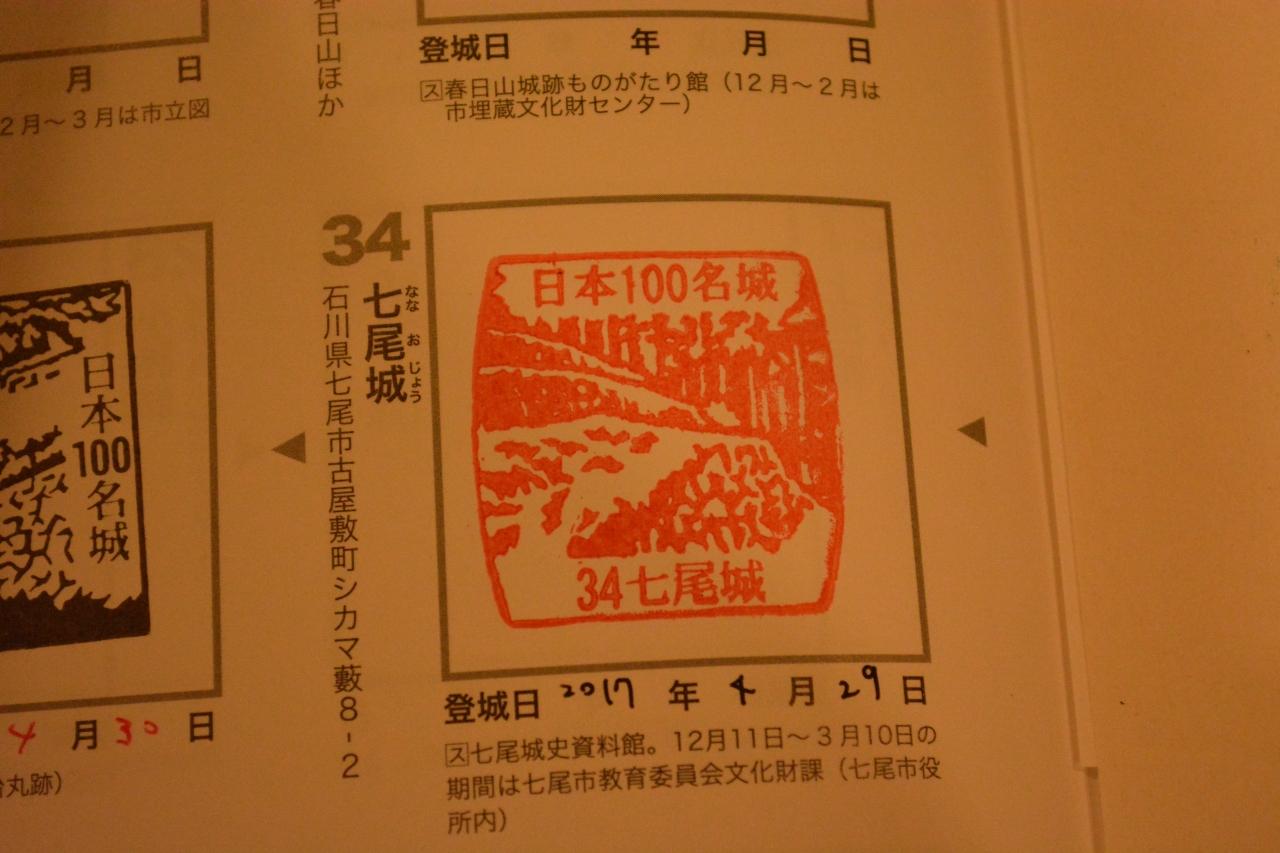 春日山ほか
登城日 年 月 日
ス春日山城跡ものがたり館（12月～2月は
市埋蔵文化財センター）
月 日
2月～3月は市立図
34
七尾城
なな お じょう
石川県七尾市古屋敷町シカマ藪8-2
日本100名城
34七尾城
登城日 2017 年 4 月 29 日
ス七尾城史資料館。12月11日～3月10日の
期間は七尾市教育委員会文化財課（七尾市役
所内）
日本100名城
4 月 30 日
丸跡）